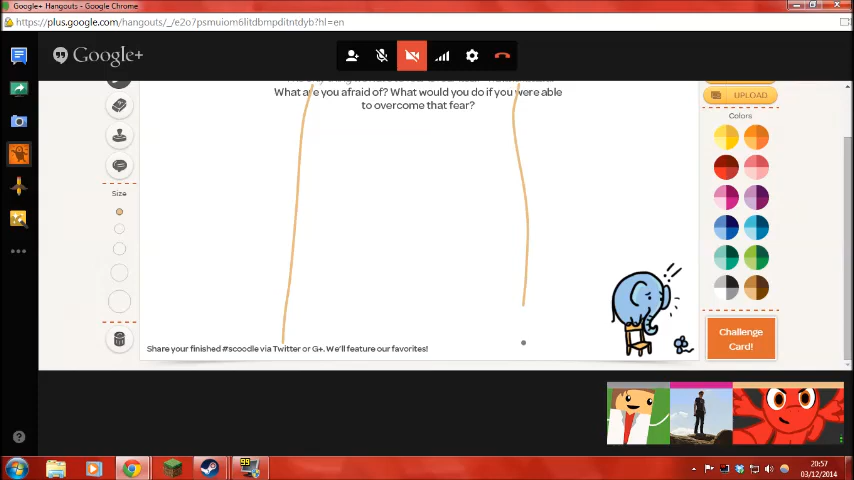 Google+ Hangouts - Google Chrome
https://plus.google.com/hangouts/_/e2o7psmuiom6litdbmpditntdyb?hl=en
Google+
What are you afraid of? What would you do if you were able
to overcome that fear?
UPLOAD
Colors
Size
Share your finished #scoodle via Twitter or G+. We'll feature our favorites!
Challenge
Card!
99
20:57
03/12/2014